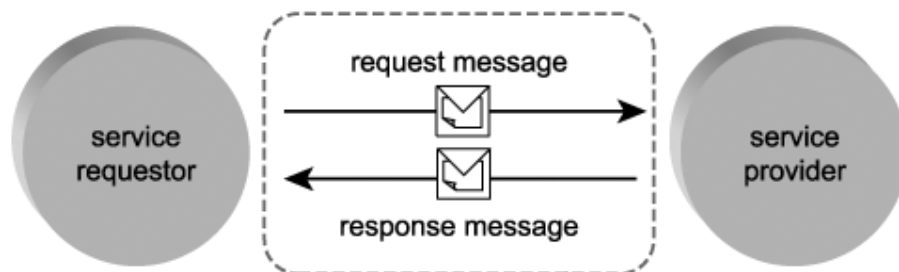 request message
service
requestor
service
provider
response message